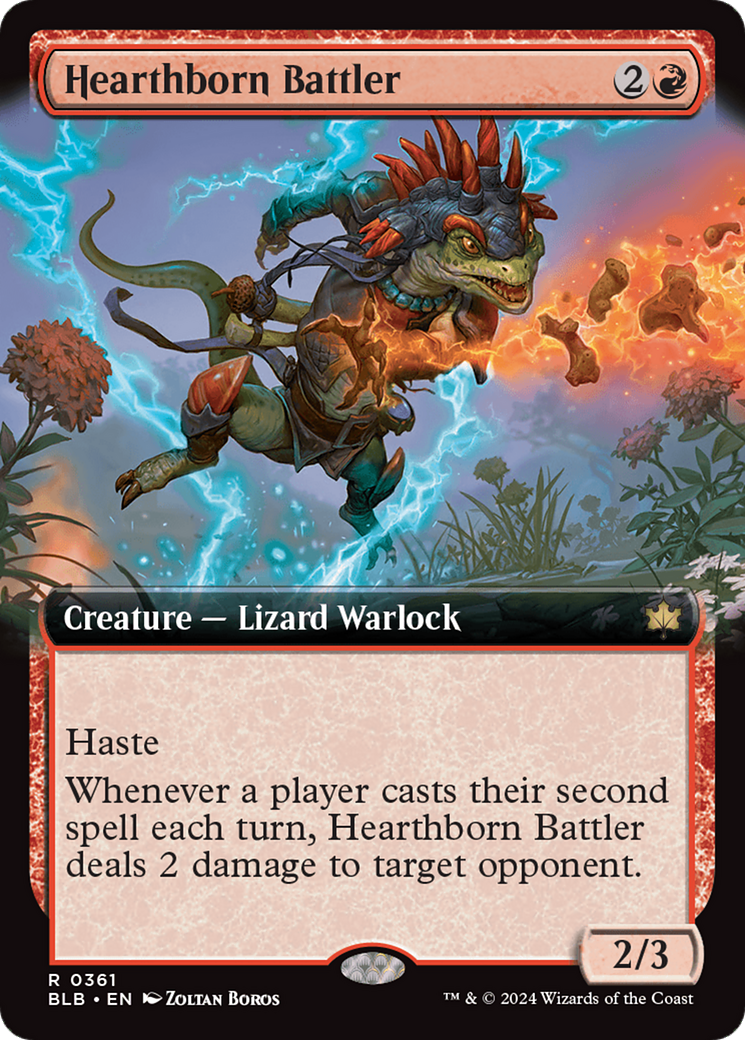 Hearthborn Battler 2
Creature — Lizard Warlock
Haste
Whenever a player casts their second
spell each turn, Hearthborn Battler
deals 2 damage to target opponent.
2/3
R 0361
BLB • EN Zoltan Boros ™ & © 2024 Wizards of the Coast